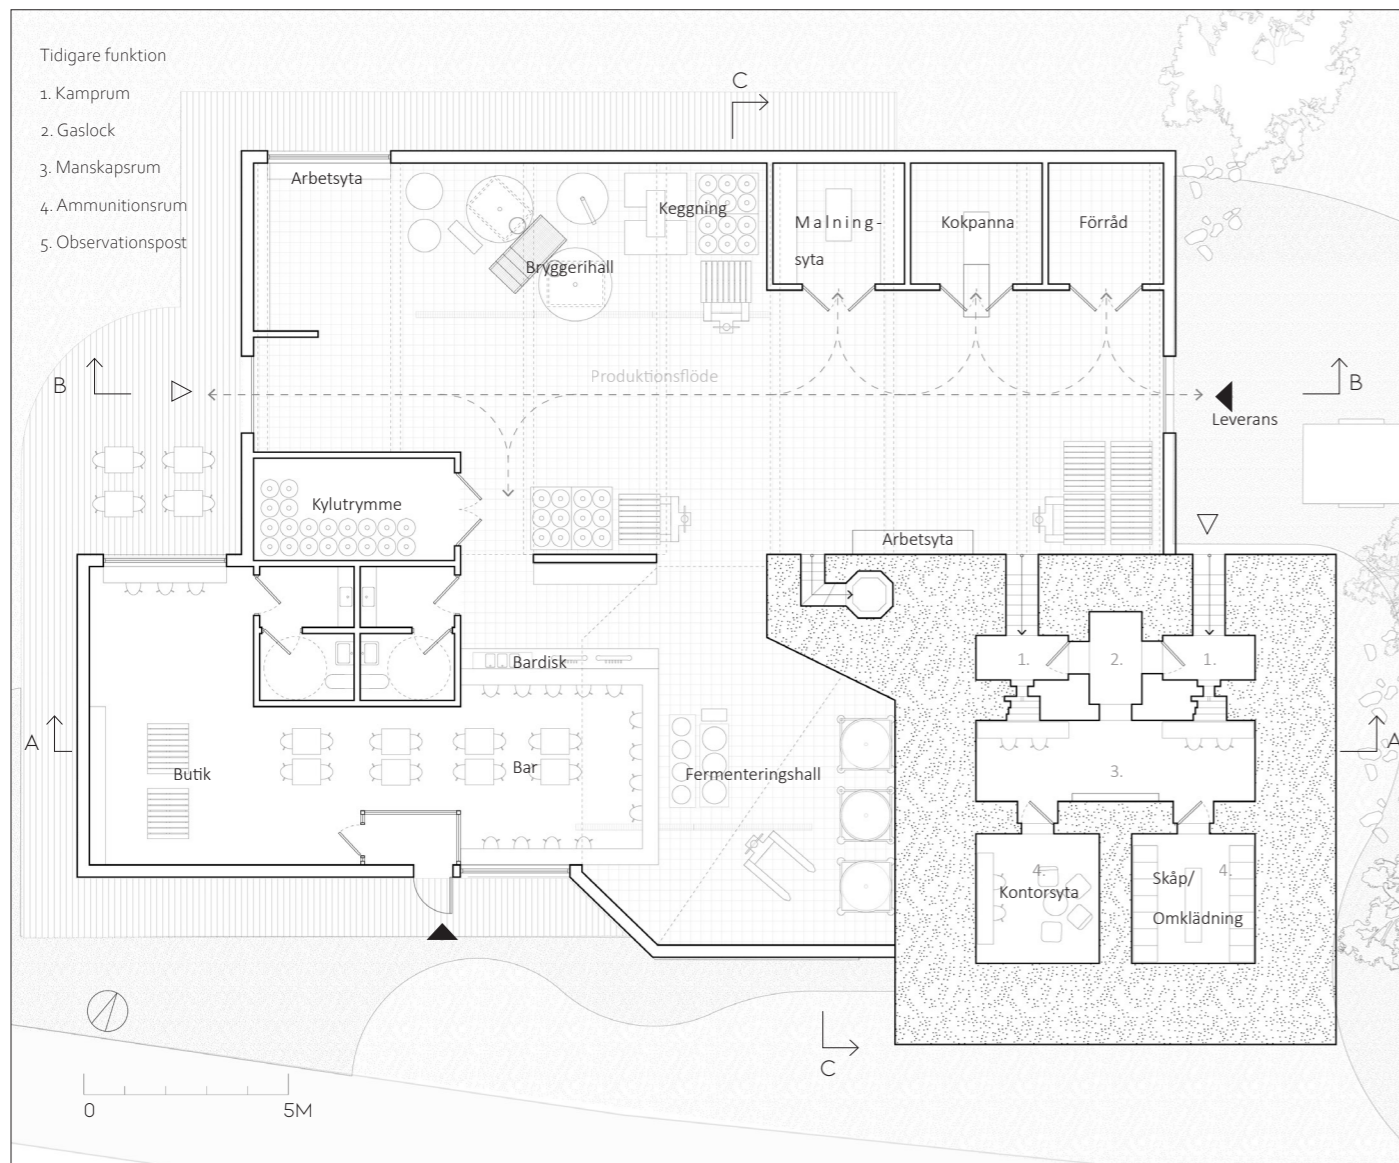 Tidigare funktion
1. Kamprum
2. Gaslock
3. Manskapsrum
4. Ammunitionsrum
5. Observationspost
C
Arbetsyta
Keggning
Bryggerihall
Malning-
syta
Kokpanna
Förråd
B
Produktionsflöde
B
Leverans
Kylutrymme
Arbetsyta
Bardisk
1.
2.
1.
A
Butik
Bar
Fermenteringshall
3.
A
4.
Kontorsyta
4.
Skåp/
Omklädning
C
0
5M